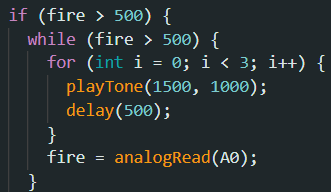 if (fire > 500) {
while (fire > 500) {
for (int i = 0; i < 3; i++) {
playTone(1500, 1000);
delay(500);
}
fire = analogRead(A0);
}